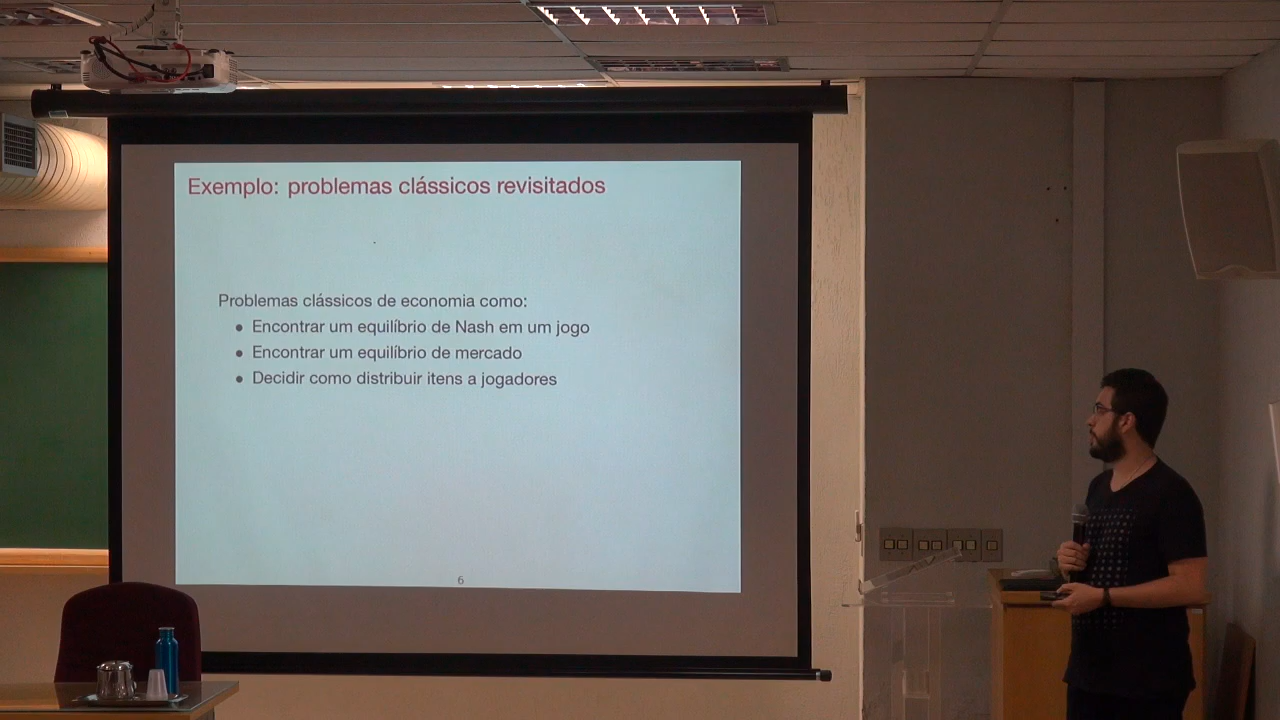 Exemplo: problemas clássicos revisitados
Problemas clássicos de economia como:
• Encontrar um equilíbrio de Nash em um jogo
• Encontrar um equilíbrio de mercado
• Decidir como distribuir itens a jogadores
6